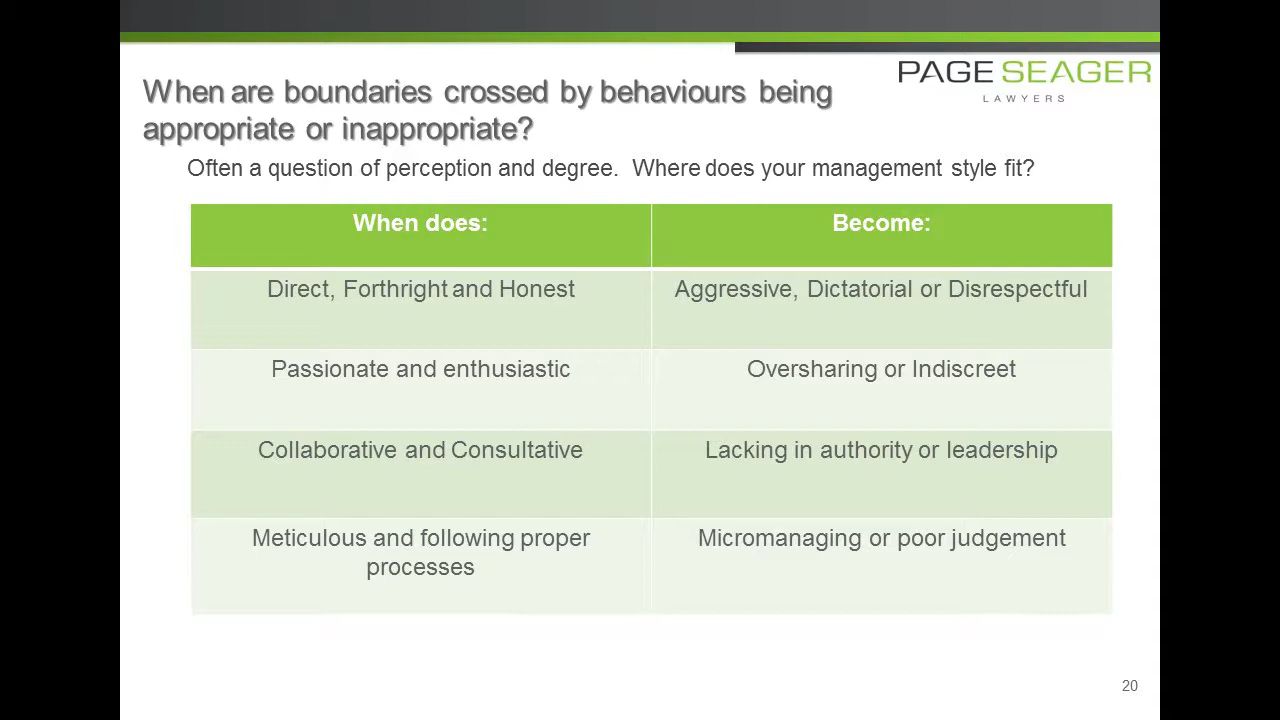 PAGE SEAGER
LAWYERS
When are boundaries crossed by behaviours being
appropriate or inappropriate?
Often a question of perception and degree. Where does your management style fit?
When does:
Become:
Direct, Forthright and Honest
Aggressive, Dictatorial or Disrespectful
Passionate and enthusiastic
Oversharing or Indiscreet
Collaborative and Consultative
Lacking in authority or leadership
Meticulous and following proper
processes
Micromanaging or poor judgement
20